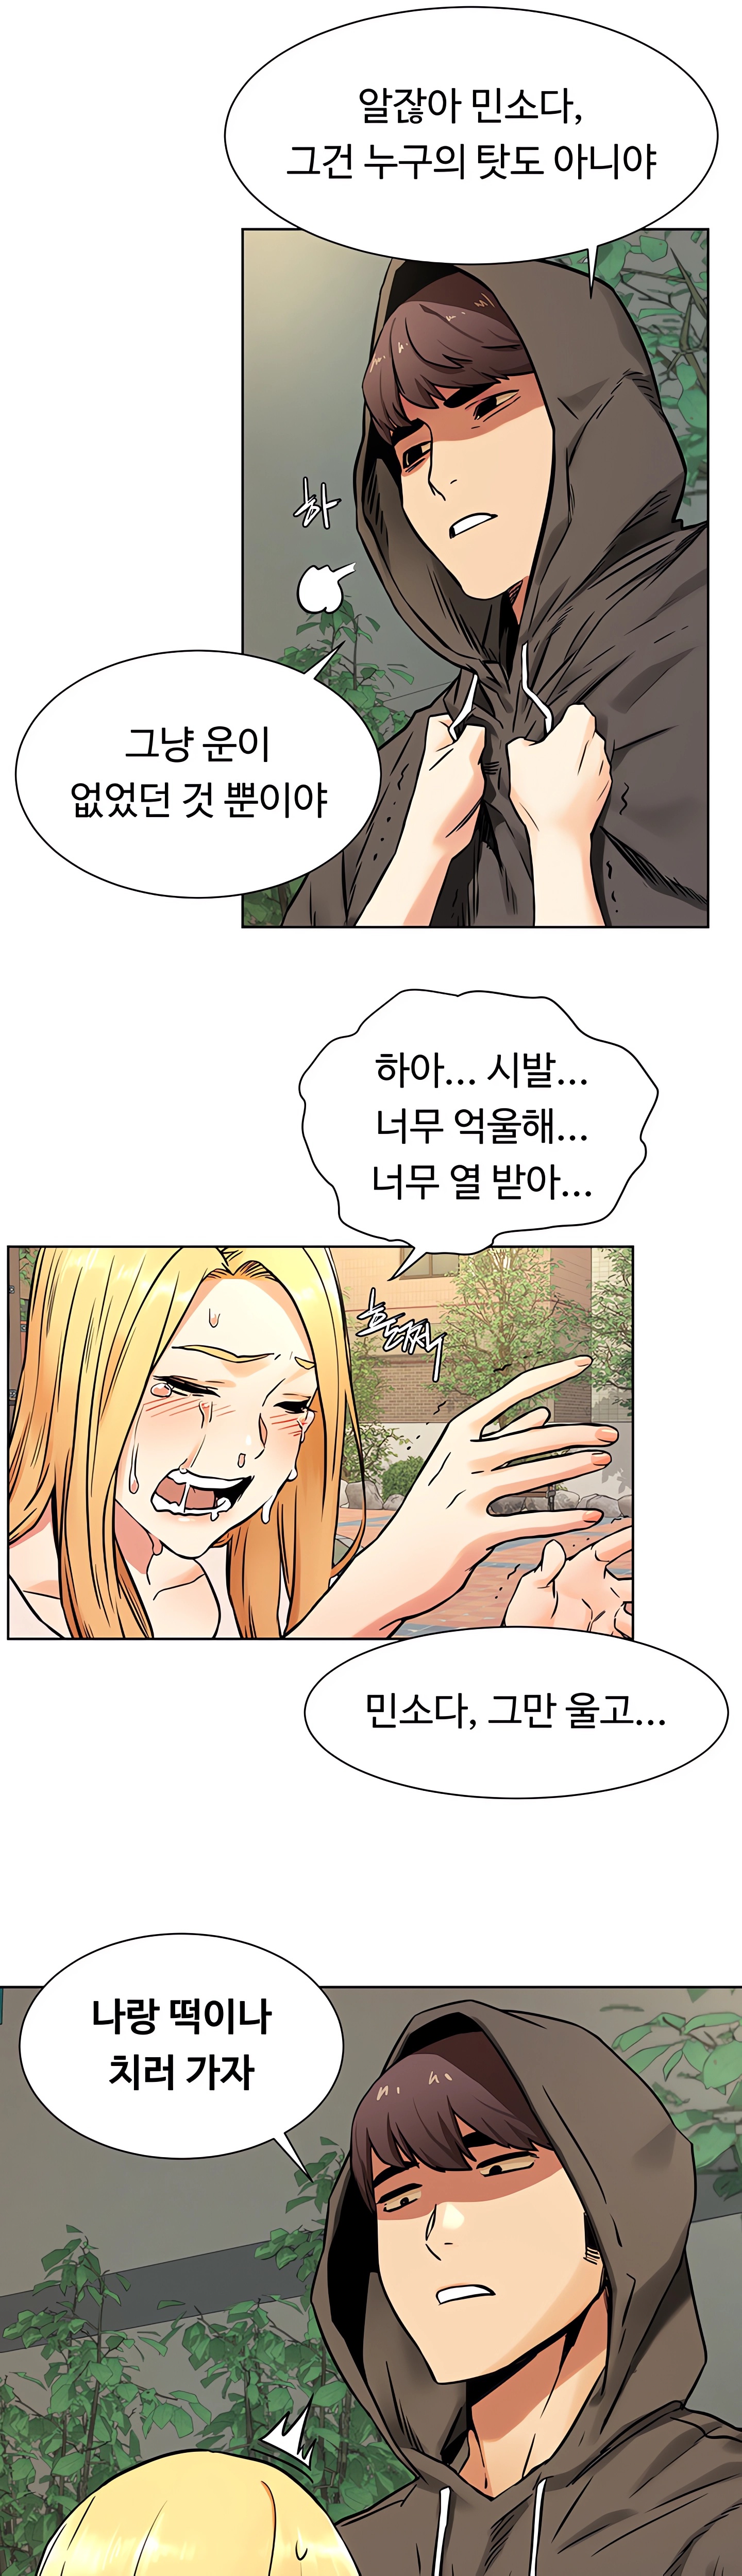 알잖아 민소다,
그건 누구의 탓도 아니야
하
그냥 운이
없었던 것 뿐이야
하아... 시발...
너무 억울해...
너무 열 받아...
훌쩍
민소다, 그만 울고...
나랑 떡이나
치러 가자